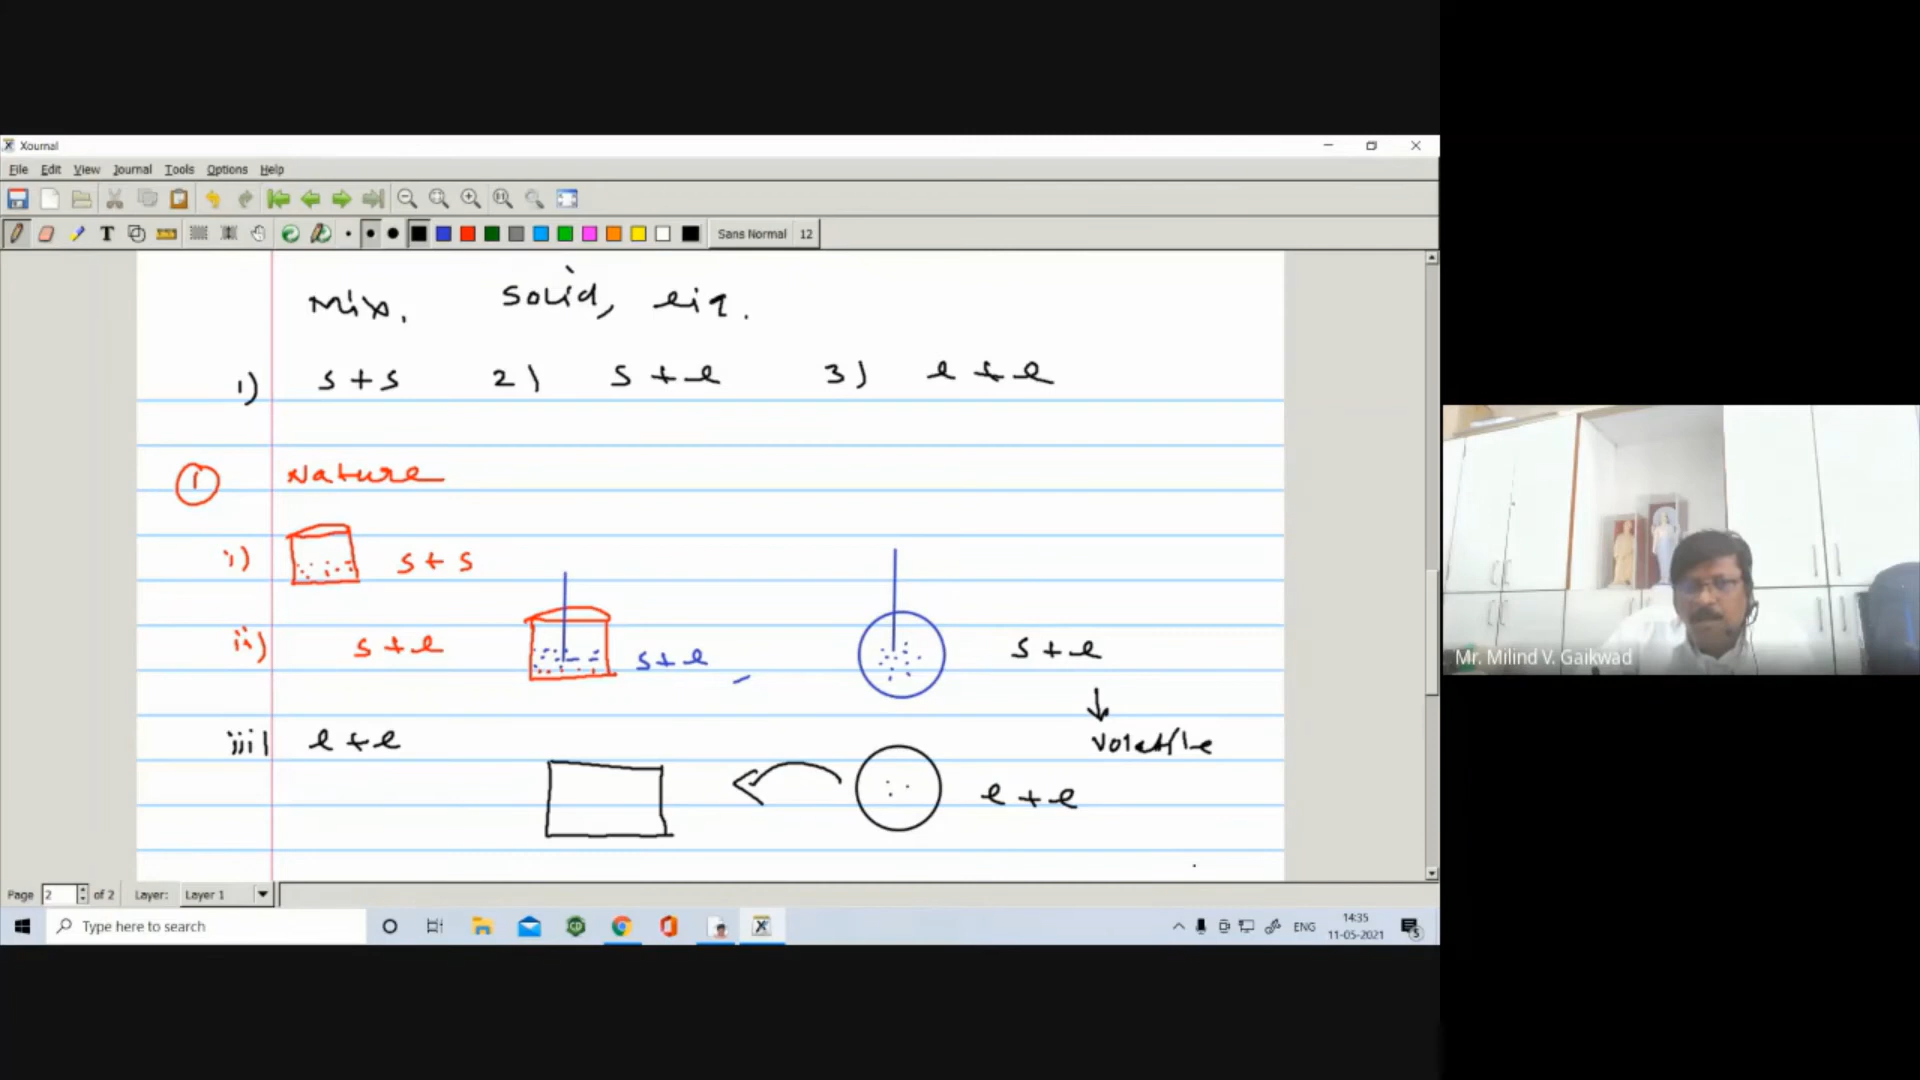 Xournal
File Edit View Journal Tools Options Help
Sans Normal 12
Mix. Solid, liq.
1) s + s 2) s + l 3) l + l
1 Nature
i) s + s
ii) s + l s + l s + l
volatile
iii) l + l
l + l
Mr. Milind V. Gaikwad
Page 2 of 2 Layer: Layer 1
Type here to search
ENG
14:35
11-05-2021
5